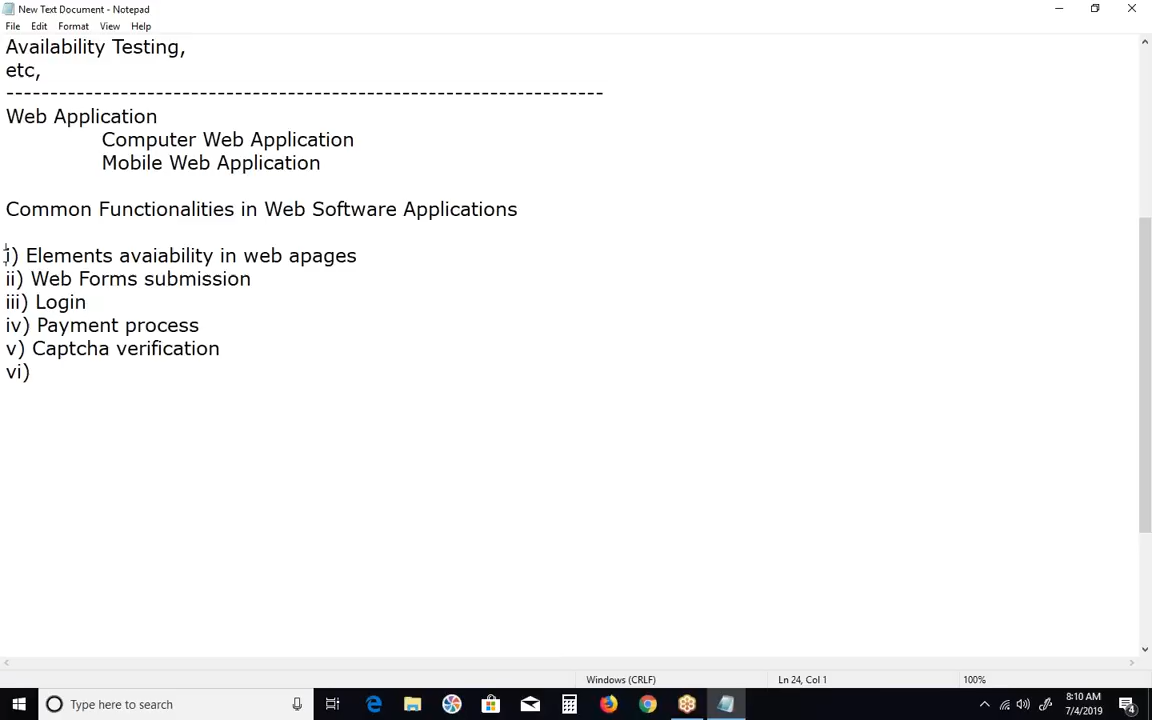 New Text Document - Notepad
File Edit Format View Help
Availability Testing,
etc,
--------------------------------------------------------------------
Web Application
Computer Web Application
Mobile Web Application
Common Functionalities in Web Software Applications
i) Elements avaiability in web apages
ii) Web Forms submission
iii) Login
iv) Payment process
v) Captcha verification
vi)
Windows (CRLF) Ln 24, Col 1 100%
Type here to search
8:10 AM
7/4/2019
4